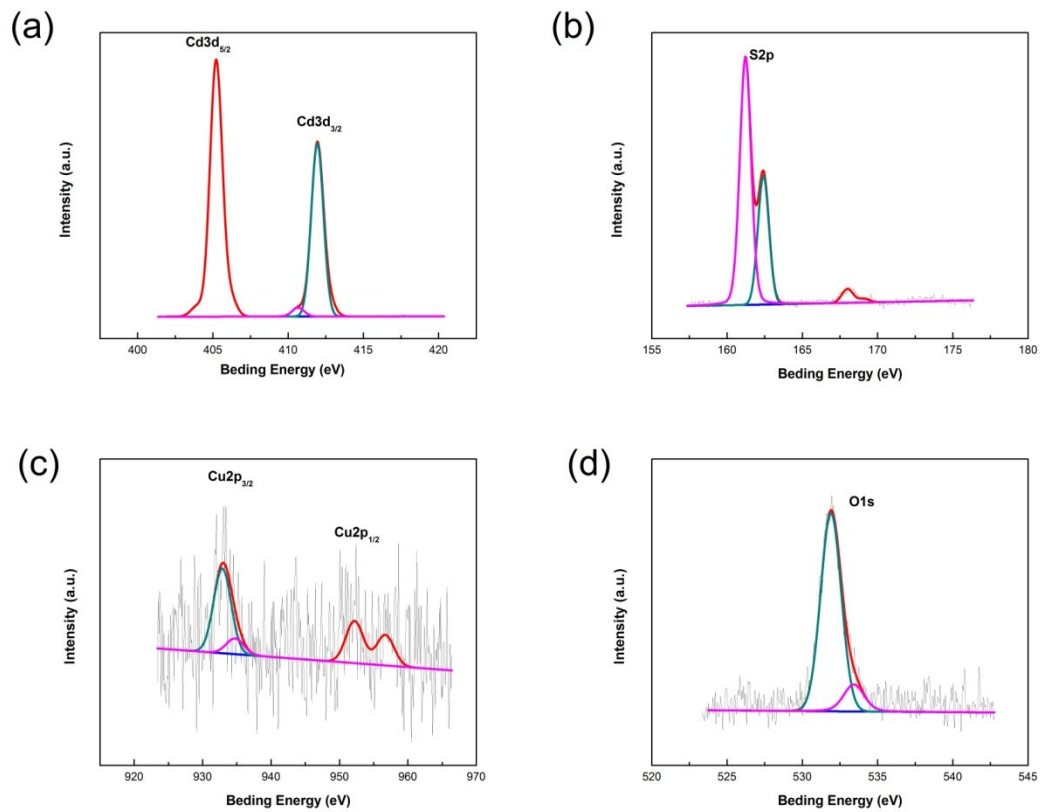 (a)
Cd3d5/2
Cd3d3/2
Intensity (a.u.)
400 405 410 415 420
Beding Energy (eV)
(b)
S2p
Intensity (a.u.)
155 160 165 170 175 180
Beding Energy (eV)
(c)
Cu2p3/2
Cu2p1/2
Intensity (a.u.)
920 930 940 950 960 970
Beding Energy (eV)
(d)
O1s
Intensity (a.u.)
520 525 530 535 540 545
Beding Energy (eV)